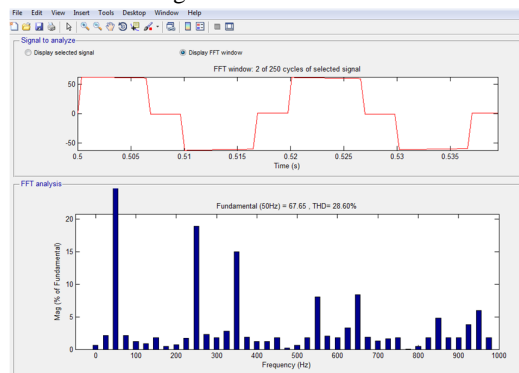 File Edit View Insert Tools Desktop Window Help
Signal to analyze
Display selected signal Display FFT window
FFT window: 2 of 250 cycles of selected signal
50
0
-50
0.5 0.505 0.51 0.515 0.52 0.525 0.53 0.535
Time (s)
FFT analysis
Fundamental (50Hz) = 67.65 , THD= 28.60%
Mag (% of Fundamental)
20
15
10
5
0
0 100 200 300 400 500 600 700 800 900 1000
Frequency (Hz)